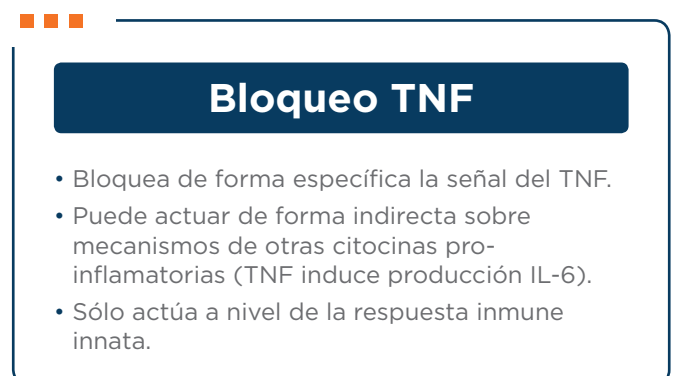 Bloqueo TNF
• Bloquea de forma específica la señal del TNF.
• Puede actuar de forma indirecta sobre
mecanismos de otras citocinas pro-
inflamatorias (TNF induce producción IL-6).
• Sólo actúa a nivel de la respuesta inmune
innata.